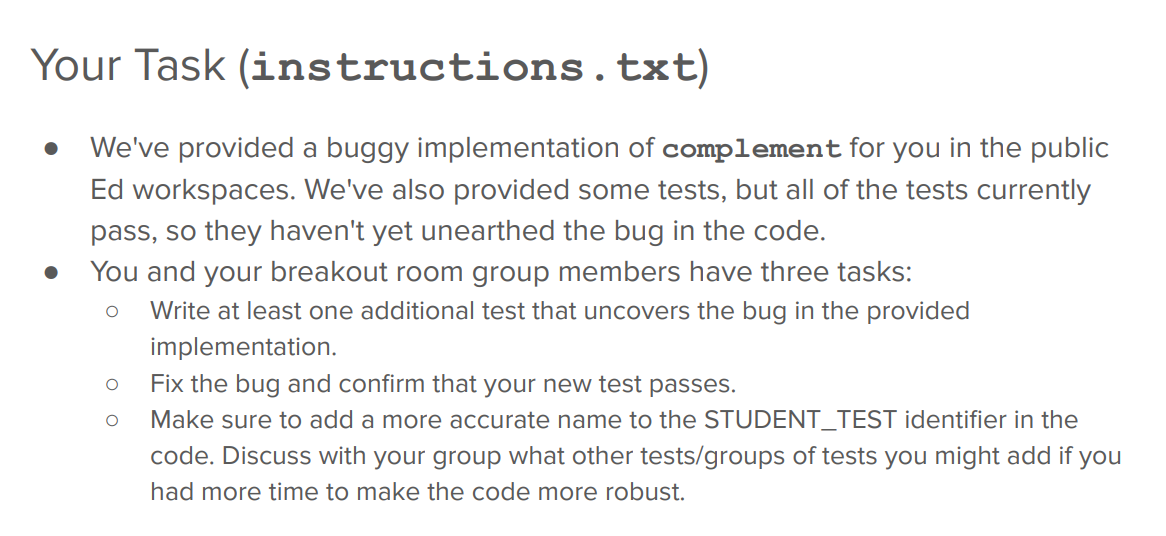 Your Task (instructions.txt)
● We've provided a buggy implementation of complement for you in the public
Ed workspaces. We've also provided some tests, but all of the tests currently
pass, so they haven't yet unearthed the bug in the code.
● You and your breakout room group members have three tasks:
○ Write at least one additional test that uncovers the bug in the provided
implementation.
○ Fix the bug and confirm that your new test passes.
○ Make sure to add a more accurate name to the STUDENT_TEST identifier in the
code. Discuss with your group what other tests/groups of tests you might add if you
had more time to make the code more robust.